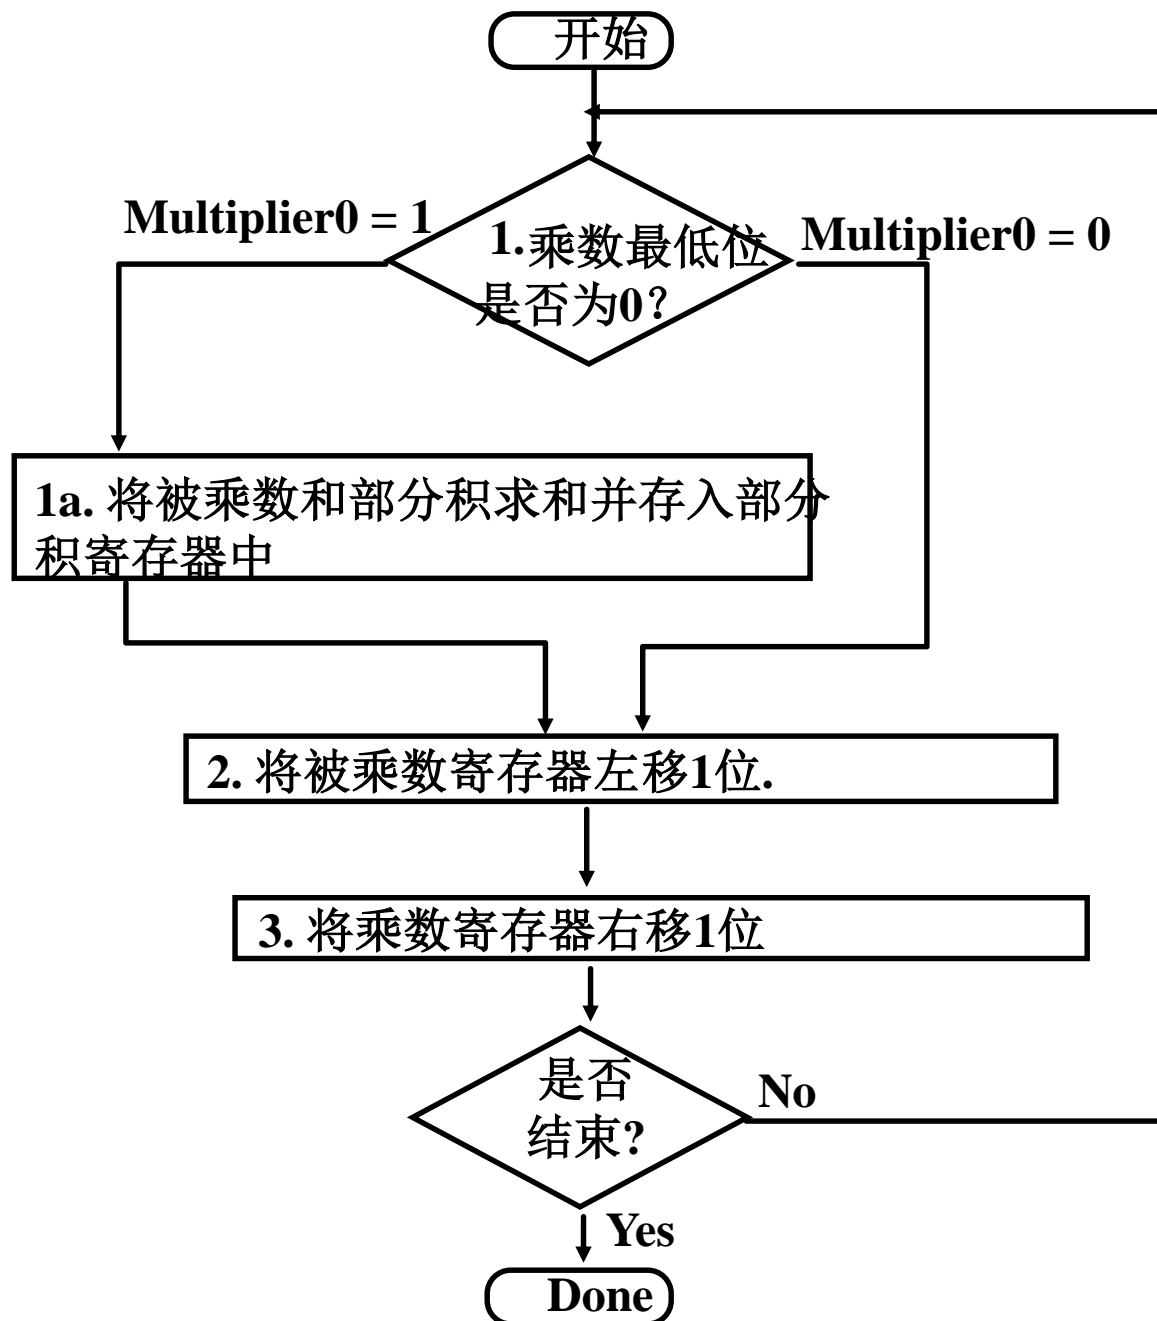 开始
Multiplier0 = 1
1.乘数最低位
是否为0？
Multiplier0 = 0
1a. 将被乘数和部分积求和并存入部分
积寄存器中
2. 将被乘数寄存器左移1位.
3. 将乘数寄存器右移1位
是否
结束?
No
Yes
Done